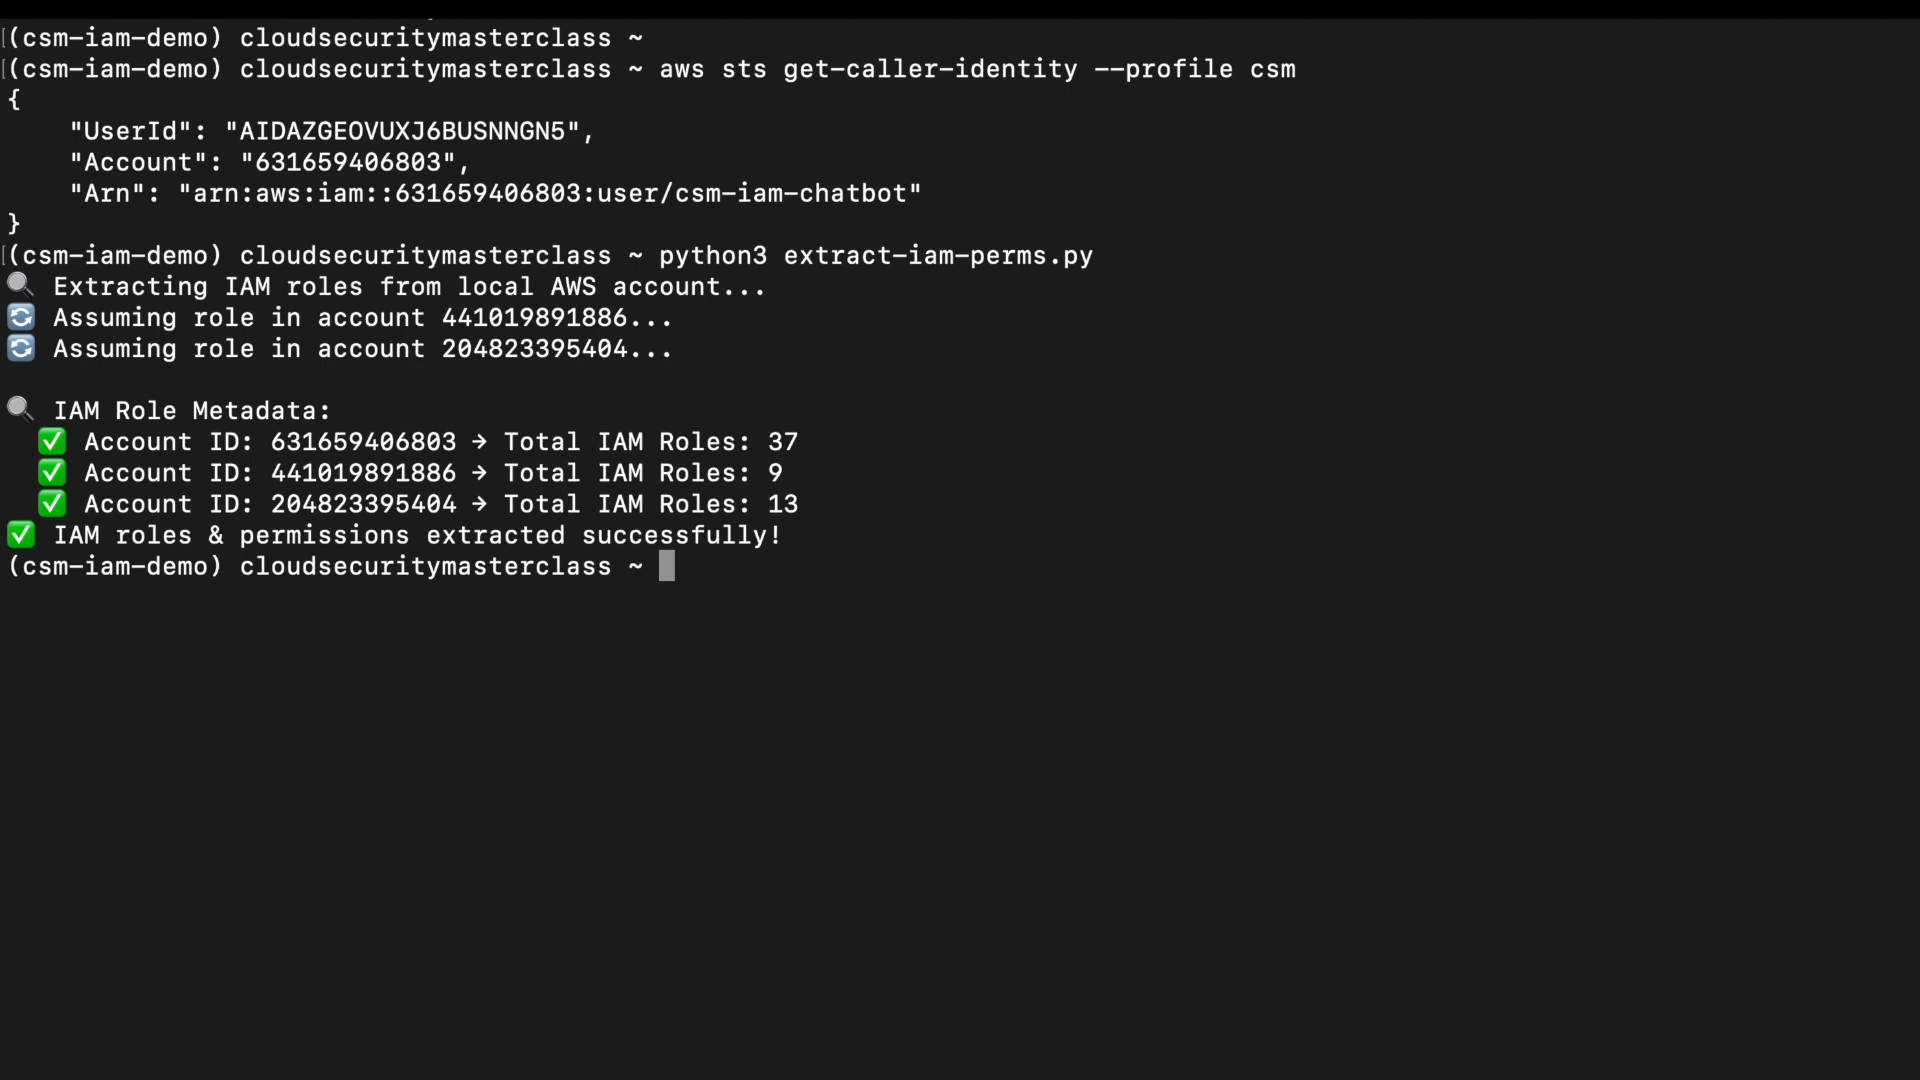 (csm-iam-demo) cloudsecuritymasterclass ~
(csm-iam-demo) cloudsecuritymasterclass ~ aws sts get-caller-identity --profile csm
{
    "UserId": "AIDAZGEOVUXJ6BUSNNGN5",
    "Account": "631659406803",
    "Arn": "arn:aws:iam::631659406803:user/csm-iam-chatbot"
}
(csm-iam-demo) cloudsecuritymasterclass ~ python3 extract-iam-perms.py
🔍 Extracting IAM roles from local AWS account...
🔄 Assuming role in account 441019891886...
🔄 Assuming role in account 204823395404...
🔍 IAM Role Metadata:
✅ Account ID: 631659406803 → Total IAM Roles: 37
✅ Account ID: 441019891886 → Total IAM Roles: 9
✅ Account ID: 204823395404 → Total IAM Roles: 13
✅ IAM roles & permissions extracted successfully!
(csm-iam-demo) cloudsecuritymasterclass ~